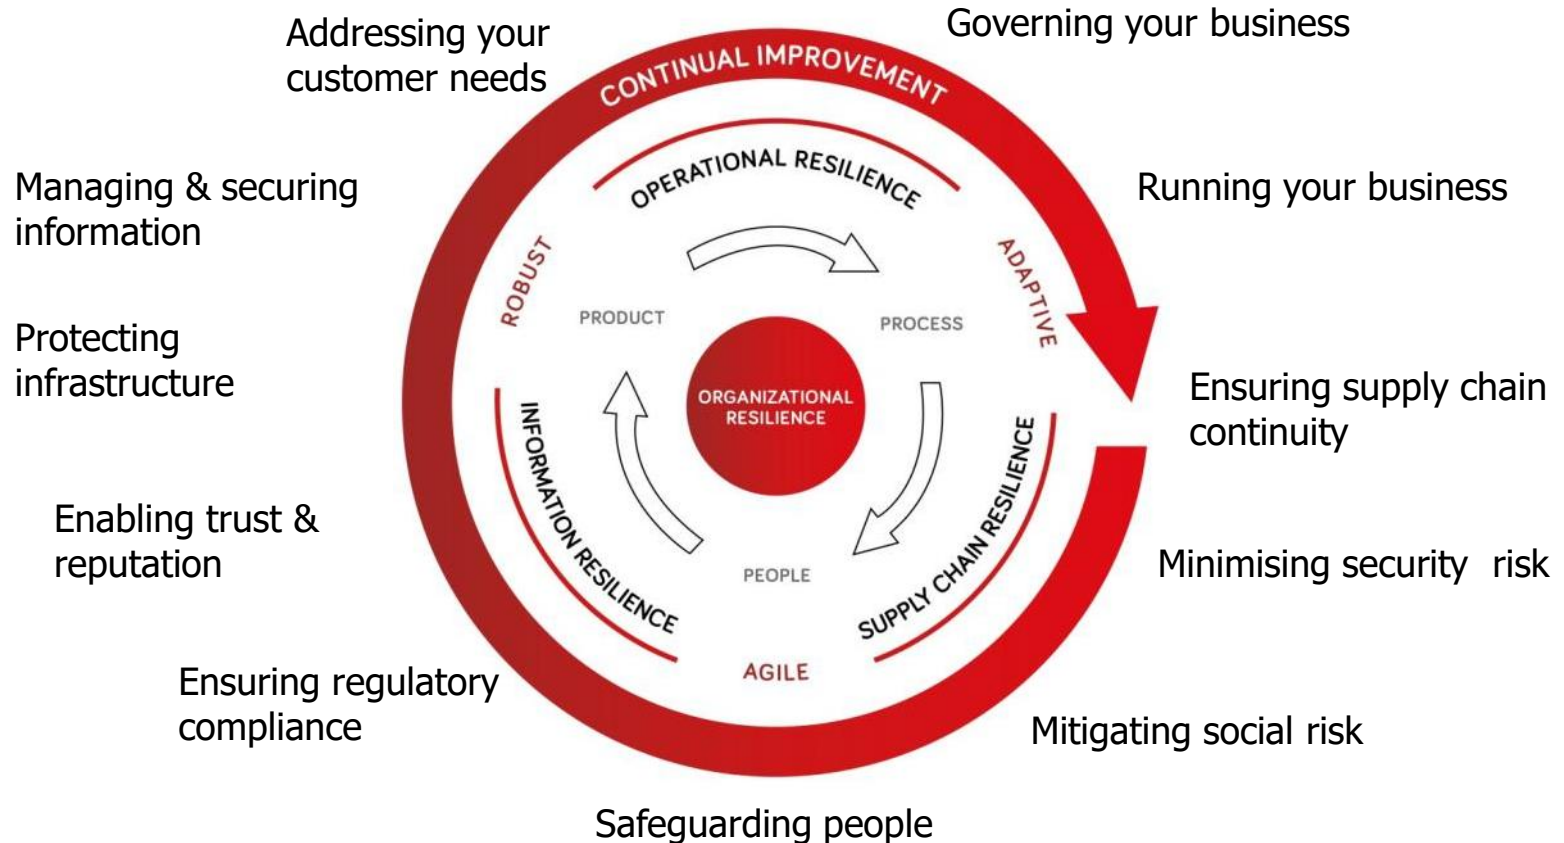 Addressing your
customer needs
Governing your business
CONTINUAL IMPROVEMENT
OPERATIONAL RESILIENCE
Managing & securing
information
Running your business
ROBUST
ADAPTIVE
PRODUCT
PROCESS
Protecting
infrastructure
ORGANIZATIONAL
RESILIENCE
Ensuring supply chain
continuity
INFORMATION RESILIENCE
SUPPLY CHAIN RESILIENCE
Enabling trust &
reputation
PEOPLE
Minimising security  risk
AGILE
Ensuring regulatory
compliance
Mitigating social risk
Safeguarding people